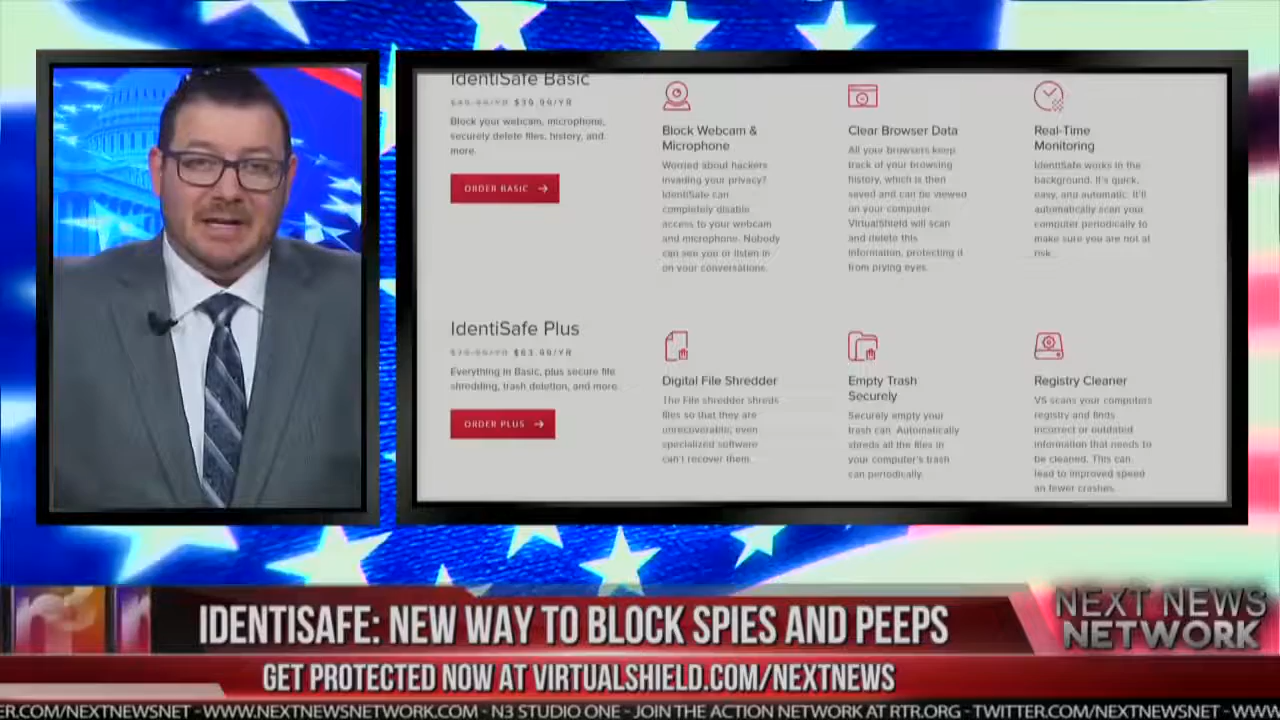 IdentiSafe Basic
$39.99/YR
Block your webcam, microphone,
securely delete files, history, and
more.
ORDER BASIC
Block Webcam &
Microphone
Worried about hackers
invading your privacy?
IdentiSafe can
completely disable
access to your webcam
and microphone. Nobody
can see you or listen in
on your conversations.
Clear Browser Data
All your browsers keep
track of your browsing
history, which is then
saved and can be viewed
on your computer.
VirtualShield will scan
and delete this
information, protecting it
from prying eyes.
Real-Time
Monitoring
IdentiSafe works in the
background. It's quick,
easy, and automatic. It'll
automatically scan your
computer periodically to
make sure you are not at
risk.
IdentiSafe Plus
$63.99/YR
Everything in Basic, plus secure file
shredding, trash deletion, and more
ORDER PLUS
Digital File Shredder
The File shredder shreds
files so that they are
unrecoverable, even
specialized software
can't recover them.
Empty Trash
Securely
Securely empty your
trash can. Automatically
shreds all the files in
your computer's trash
can periodically.
Registry Cleaner
VS scans your computers
registry and finds
incorrect or outdated
information that needs to
be cleaned. This can
lead to improved speed
an fewer crashes.
IDENTISAFE: NEW WAY TO BLOCK SPIES AND PEEPS
GET PROTECTED NOW AT VIRTUALSHIELD.COM/NEXTNEWS
NEXT NEWS
NETWORK
ER.COM/NEXTNEWSNET - WWW.NEXTNEWSNETWORK.COM - N3 STUDIO ONE - JOIN THE ACTION NETWORK AT RTR.ORG - TWITTER.COM/NEXTNEWSNET - WWW